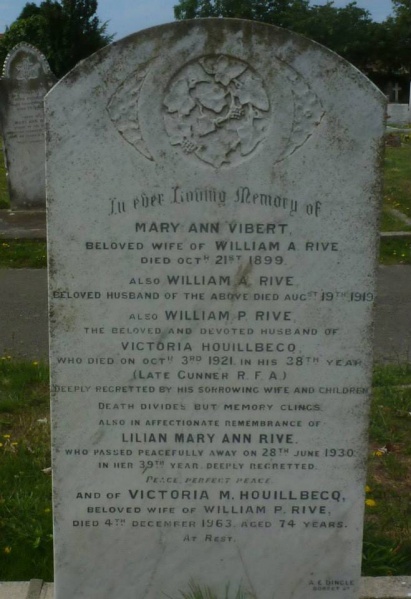 In ever Loving Memory of
MARY ANN VIBERT,
BELOVED WIFE OF WILLIAM A RIVE
DIED OCTR 21ST 1899
ALSO WILLIAM A. RIVE,
BELOVED HUSBAND OF THE ABOVE DIED AUGST 19TH 1919
ALSO WILLIAM P. RIVE,
THE BELOVED AND DEVOTED HUSBAND OF
VICTORIA HOUILLBECQ,
WHO DIED ON OCTR 3RD 1921, IN HIS 38TH YEAR
(LATE GUNNER R.F.A.)
DEEPLY REGRETTED BY HIS SORROWING WIFE AND CHILDREN
DEATH DIVIDES BUT MEMORY CLINGS.
ALSO IN AFFECTIONATE REMEMBRANCE OF
LILIAN MARY ANN RIVE,
WHO PASSED PEACEFULLY AWAY ON 28TH JUNE 1930.
IN HER 39TH YEAR. DEEPLY REGRETTED.
PEACE, PERFECT PEACE
AND OF VICTORIA M. HOUILLBECQ,
BELOVED WIFE OF WILLIAM P. RIVE,
DIED 4TH DECEMBER 1963. AGED 74 YEARS.
AT REST.
A.E. DINGLE